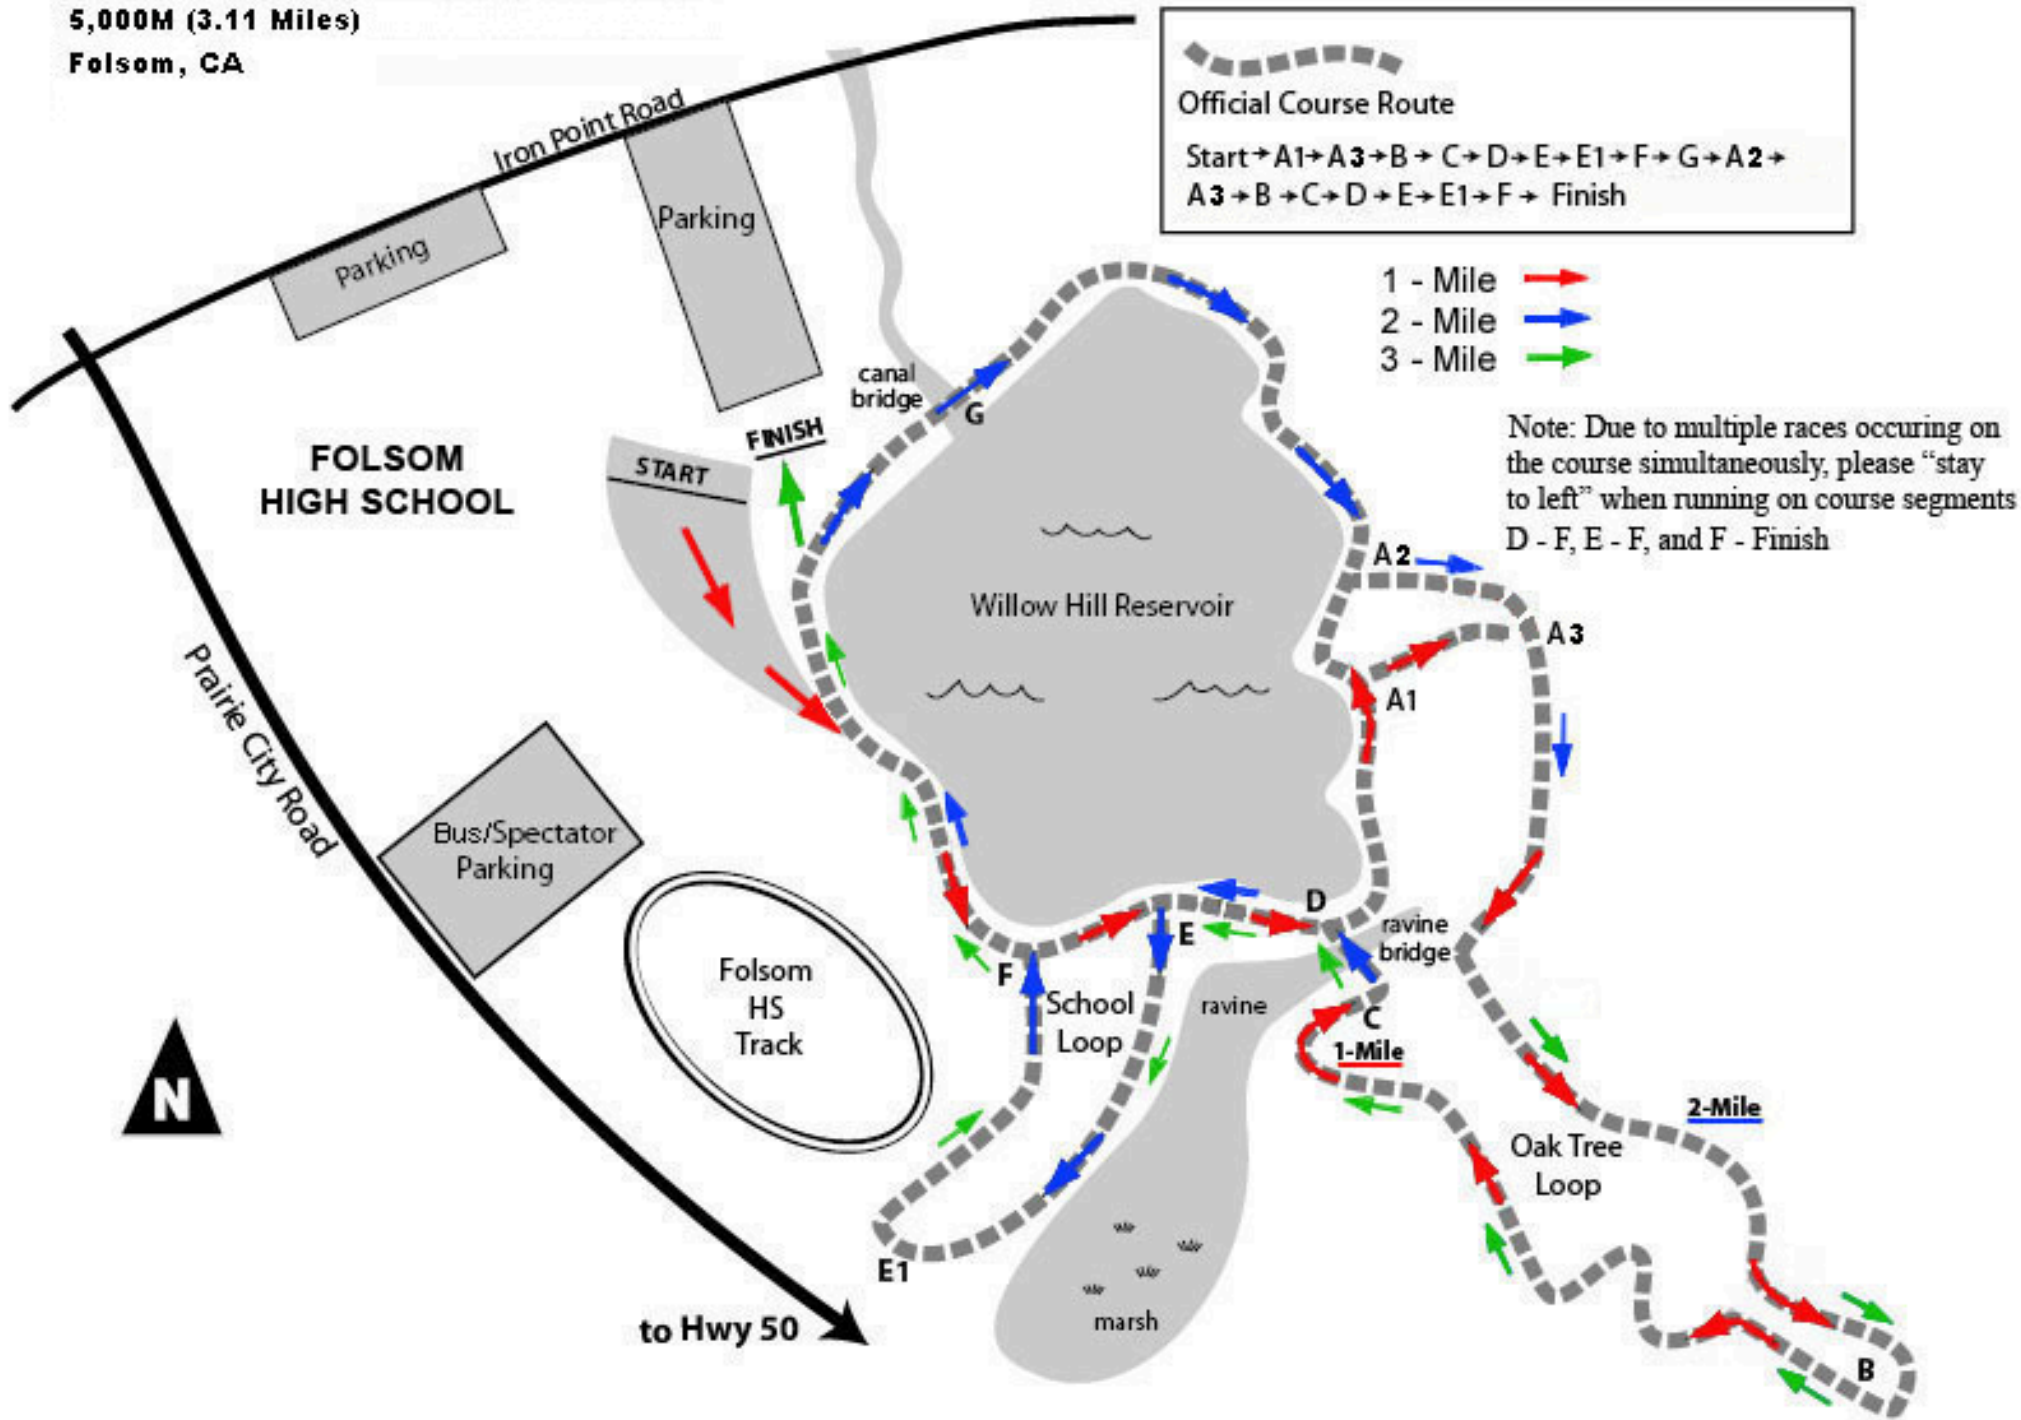 5,000M (3.11 Miles)
Folsom, CA
Official Course Route
Start→A1→A3→B→C→D→E→E1→F→G→A2→
A3→B→C→D→E→E1→F→ Finish
1 - Mile
2 - Mile
3 - Mile
Note: Due to multiple races occuring on
the course simultaneously, please “stay
to left” when running on course segments
D - F, E - F, and F - Finish
Iron Point Road
Parking
Parking
canal
bridge
G
FINISH
START
FOLSOM
HIGH SCHOOL
Willow Hill Reservoir
A2
A3
A1
Prairie City Road
Bus/Spectator
Parking
D
E
ravine
bridge
F
Folsom
HS
Track
School
Loop
ravine
C
1-Mile
N
2-Mile
Oak Tree
Loop
E1
marsh
to Hwy 50
B